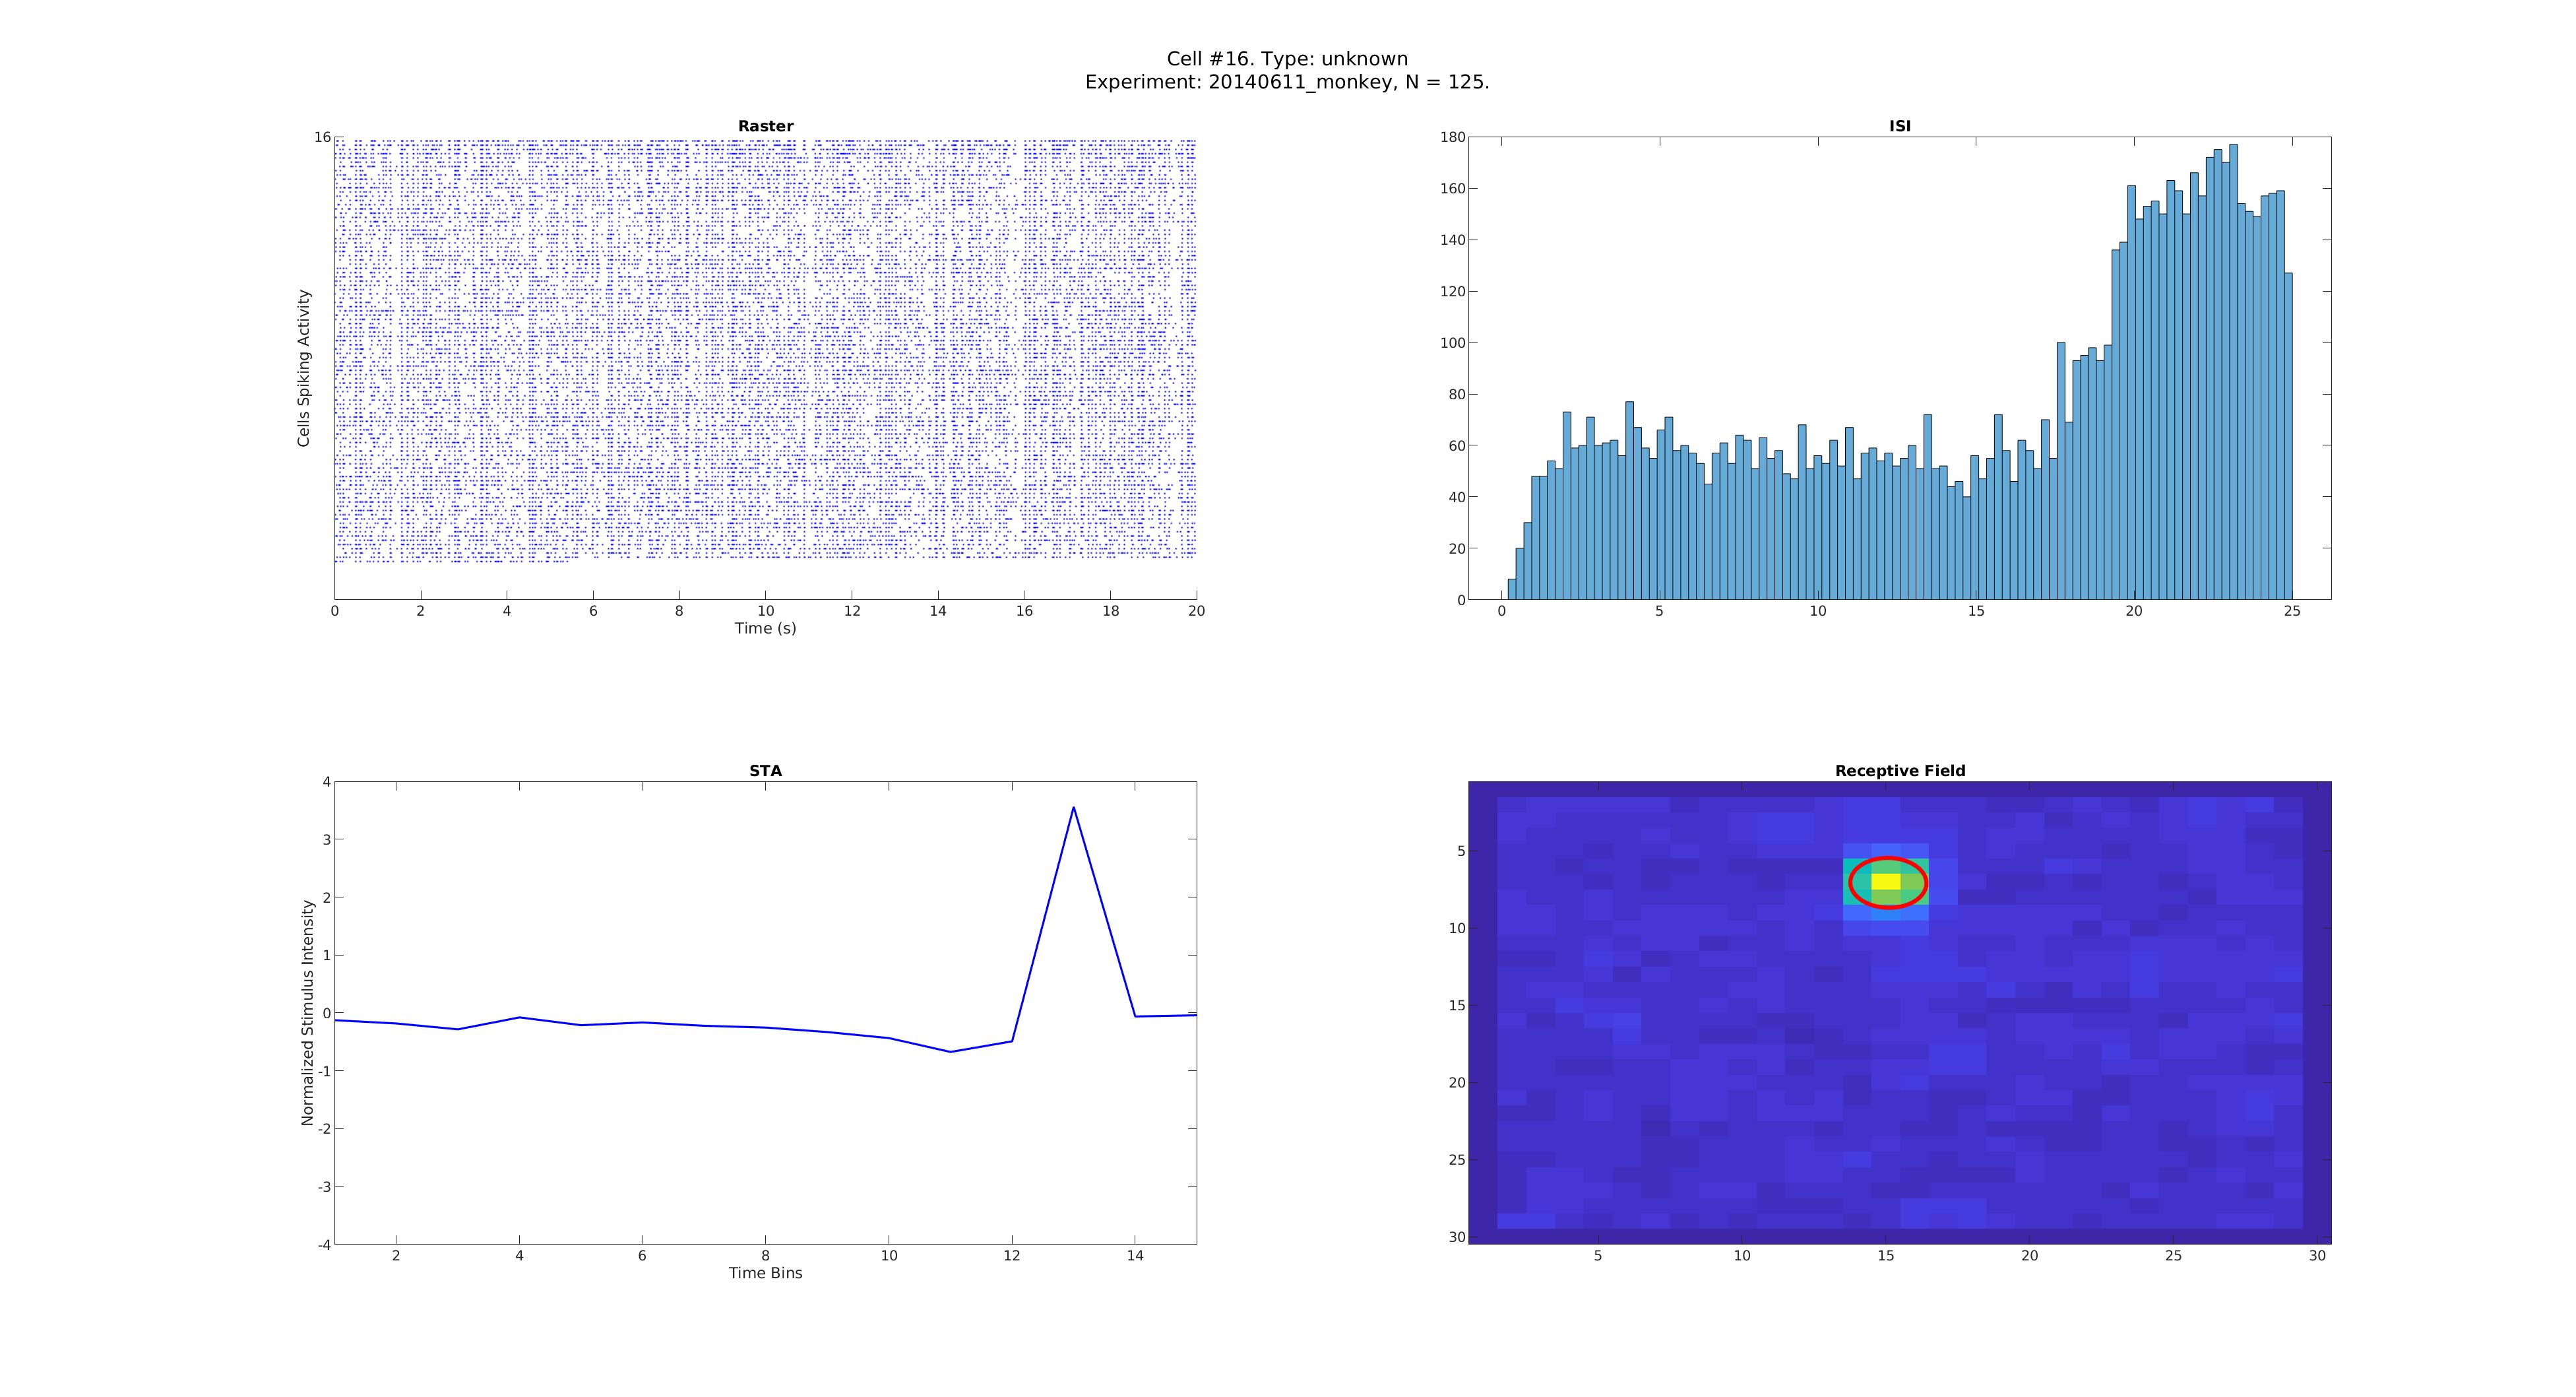 Cell #16. Type: unknown
Experiment: 20140611_monkey, N = 125.
Raster
16
Cells Spiking Activity
0 2 4 6 8 10 12 14 16 18 20
Time (s)
ISI
180
160
140
120
100
80
60
40
20
0
0 5 10 15 20 25
STA
4
3
2
1
0
-1
-2
-3
-4
Normalized Stimulus Intensity
2 4 6 8 10 12 14
Time Bins
Receptive Field
5
10
15
20
25
30
5 10 15 20 25 30